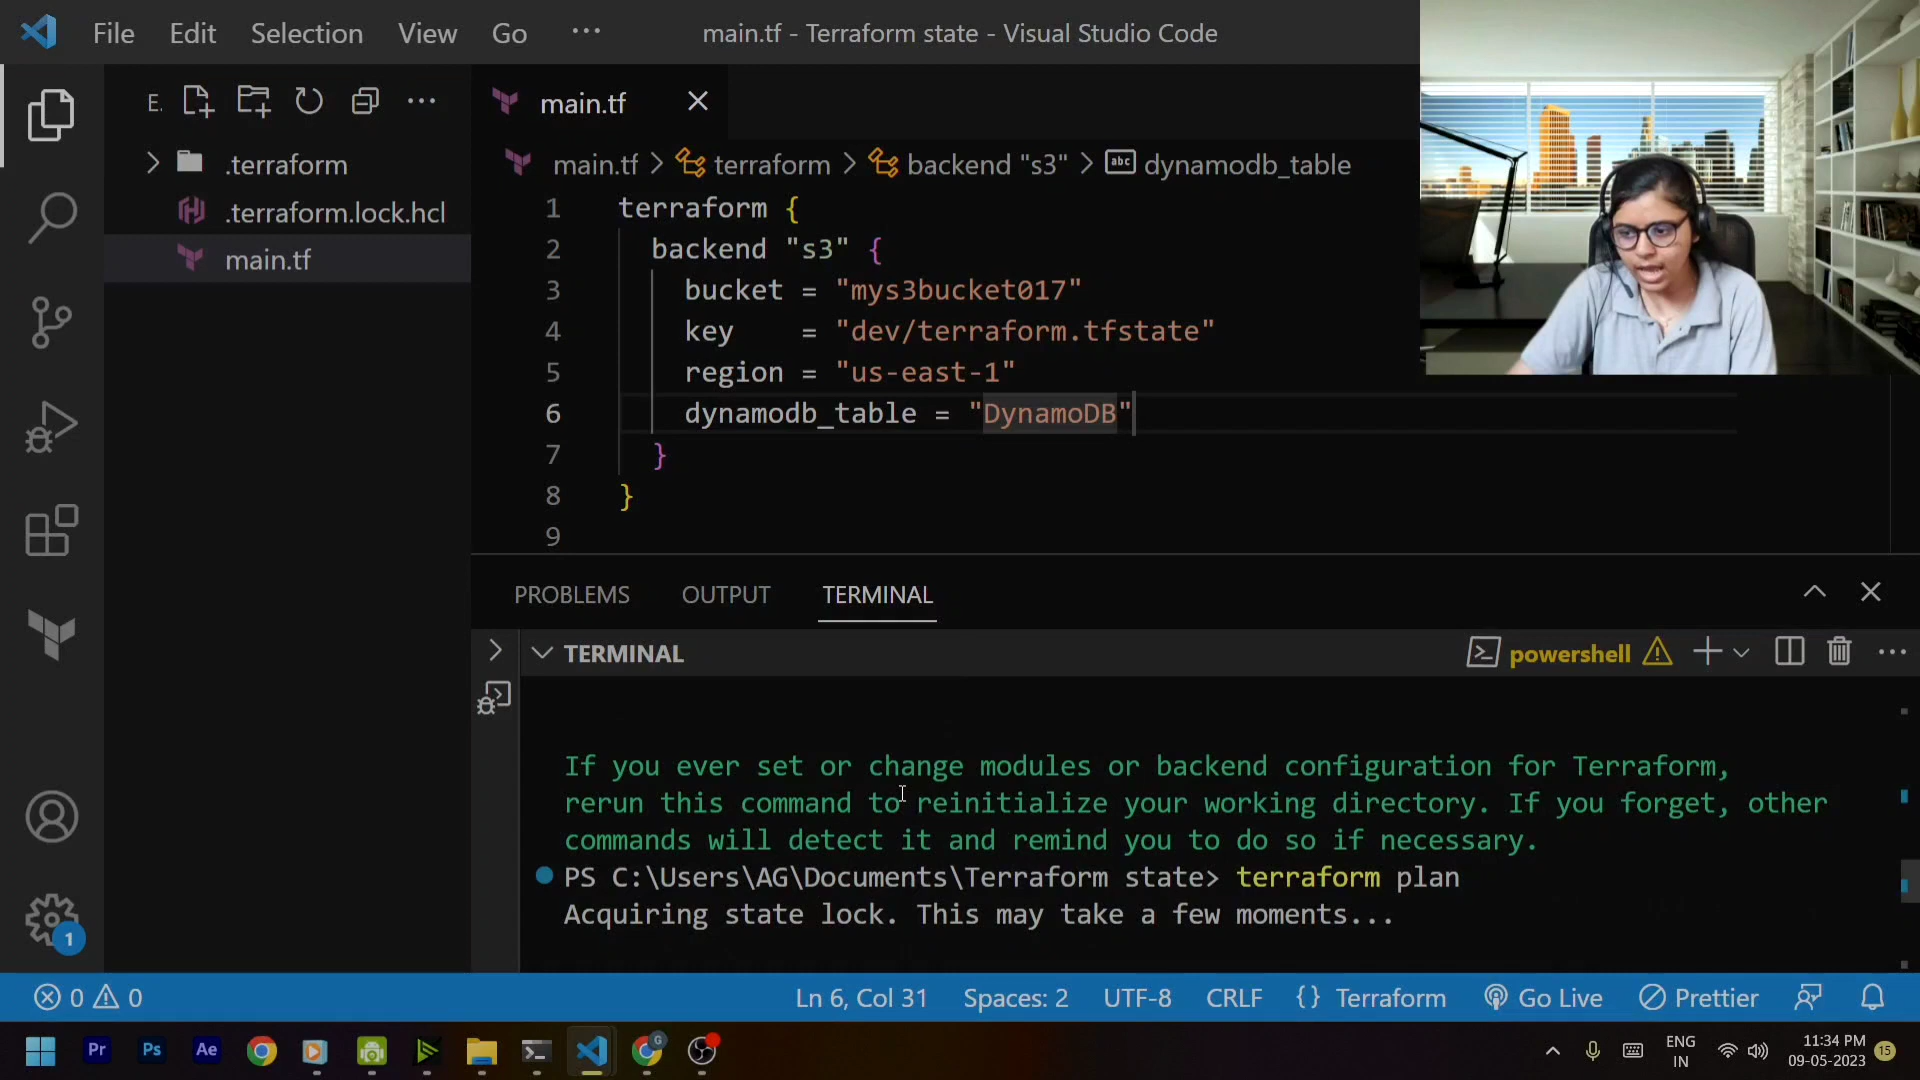 File Edit Selection View Go ··· main.tf - Terraform state - Visual Studio Code
E.
.terraform
.terraform.lock.hcl
main.tf
main.tf
main.tf > terraform > backend "s3" > abc dynamodb_table
1 terraform {
2 backend "s3" {
3 bucket = "mys3bucket017"
4 key = "dev/terraform.tfstate"
5 region = "us-east-1"
6 dynamodb_table = "DynamoDB"
7 }
8 }
9
PROBLEMS OUTPUT TERMINAL
TERMINAL
powershell
If you ever set or change modules or backend configuration for Terraform,
rerun this command to reinitialize your working directory. If you forget, other
commands will detect it and remind you to do so if necessary.
PS C:\Users\AG\Documents\Terraform state> terraform plan
Acquiring state lock. This may take a few moments...
1
0 0 Ln 6, Col 31 Spaces: 2 UTF-8 CRLF {} Terraform Go Live Prettier
Pr Ps Ae G
ENG
IN
11:34 PM
09-05-2023
15